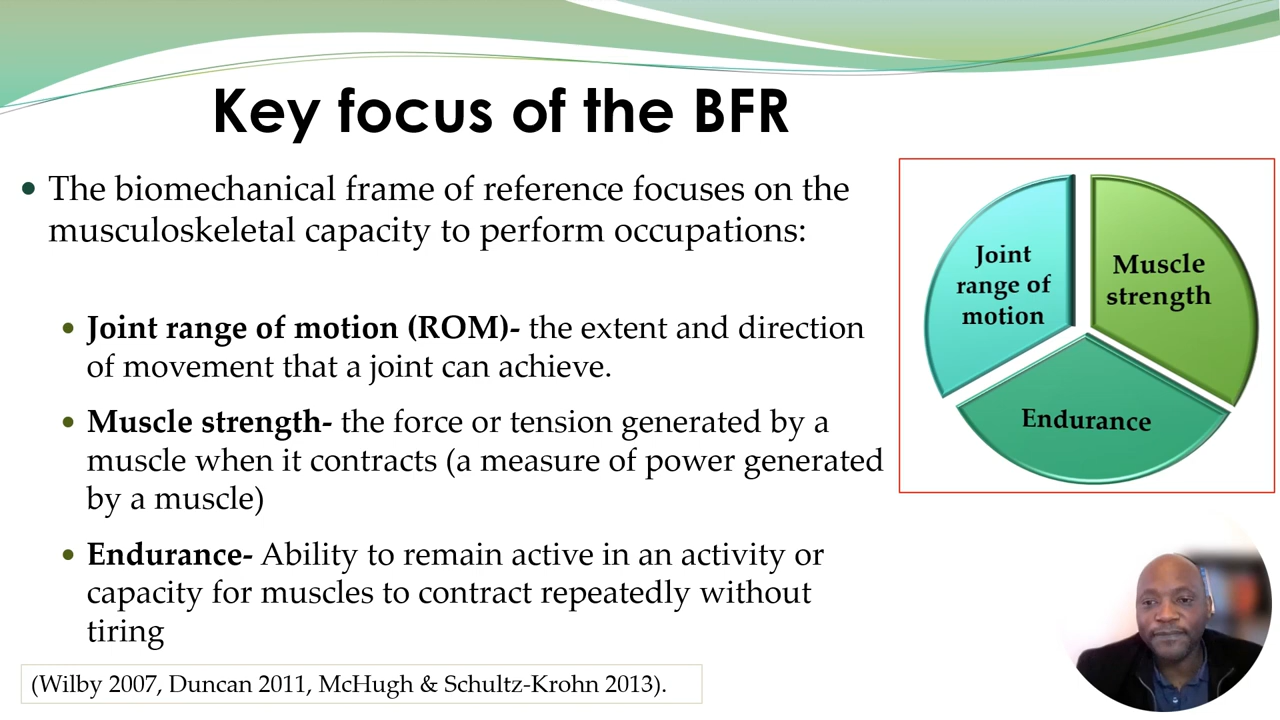 Key focus of the BFR
• The biomechanical frame of reference focuses on the
musculoskeletal capacity to perform occupations:
• Joint range of motion (ROM)- the extent and direction
of movement that a joint can achieve.
• Muscle strength- the force or tension generated by a
muscle when it contracts (a measure of power generated
by a muscle)
• Endurance- Ability to remain active in an activity or
capacity for muscles to contract repeatedly without
tiring
(Wilby 2007, Duncan 2011, McHugh & Schultz-Krohn 2013).
Joint
range of
motion
Muscle
strength
Endurance